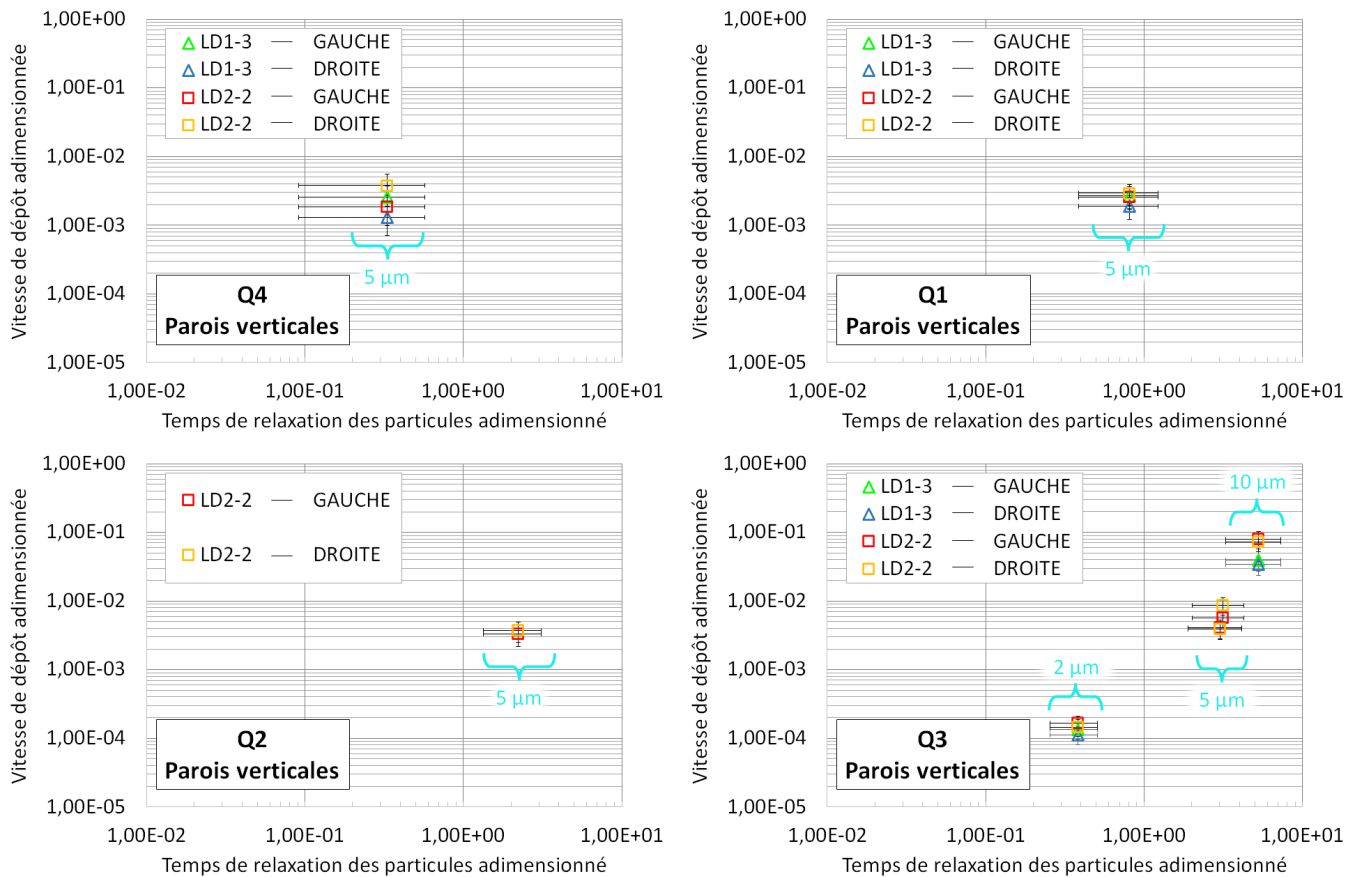 1,00E+00
1,00E-01
1,00E-02
1,00E-03
1,00E-04
1,00E-05
Vitesse de dépôt adimensionnée
LD1-3 — GAUCHE
LD1-3 — DROITE
LD2-2 — GAUCHE
LD2-2 — DROITE
5 µm
Q4
Parois verticales
1,00E-02 1,00E-01 1,00E+00 1,00E+01
Temps de relaxation des particules adimensionné
1,00E+00
1,00E-01
1,00E-02
1,00E-03
1,00E-04
1,00E-05
Vitesse de dépôt adimensionnée
LD1-3 — GAUCHE
LD1-3 — DROITE
LD2-2 — GAUCHE
LD2-2 — DROITE
5 µm
Q1
Parois verticales
1,00E-02 1,00E-01 1,00E+00 1,00E+01
Temps de relaxation des particules adimensionné
1,00E+00
1,00E-01
1,00E-02
1,00E-03
1,00E-04
1,00E-05
Vitesse de dépôt adimensionnée
LD2-2 — GAUCHE
LD2-2 — DROITE
5 µm
Q2
Parois verticales
1,00E-02 1,00E-01 1,00E+00 1,00E+01
Temps de relaxation des particules adimensionné
1,00E+00
1,00E-01
1,00E-02
1,00E-03
1,00E-04
1,00E-05
Vitesse de dépôt adimensionnée
LD1-3 — GAUCHE
LD1-3 — DROITE
LD2-2 — GAUCHE
LD2-2 — DROITE
10 µm
2 µm
5 µm
Q3
Parois verticales
1,00E-02 1,00E-01 1,00E+00 1,00E+01
Temps de relaxation des particules adimensionné